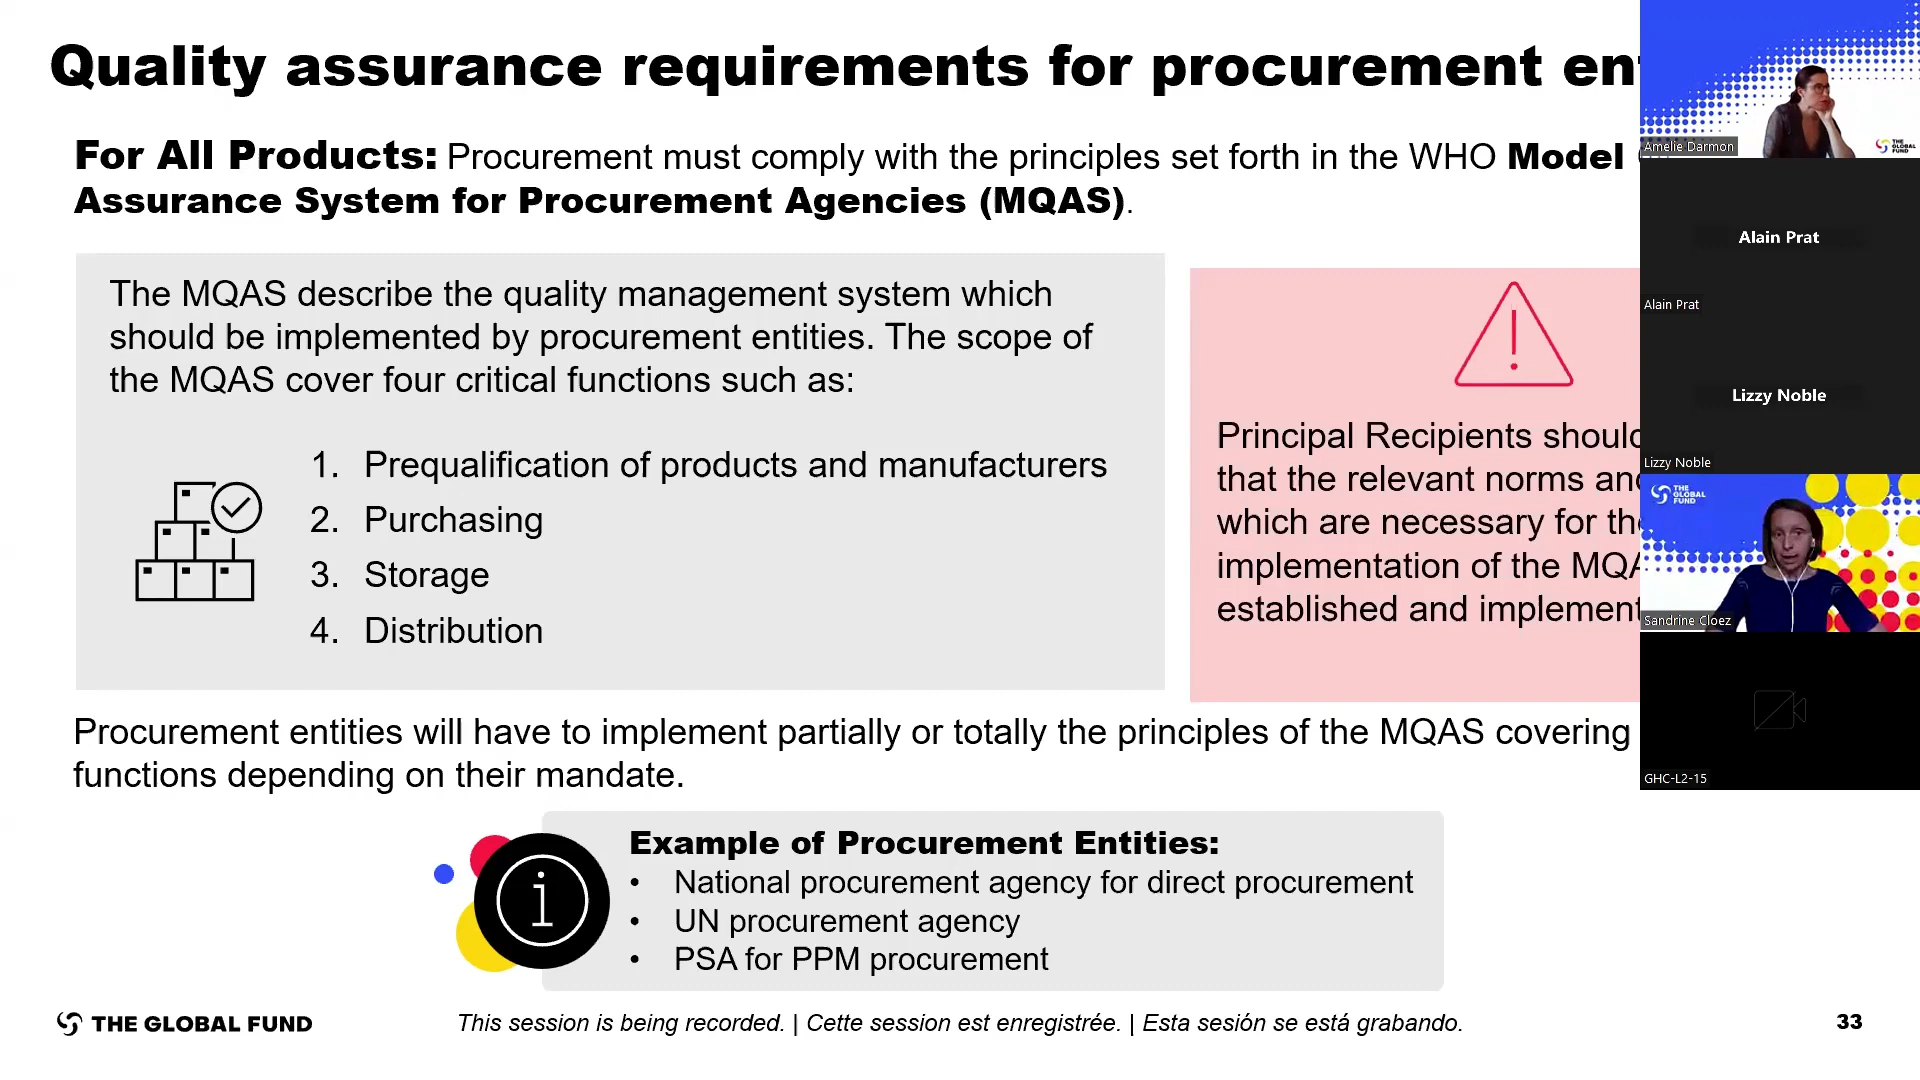 Quality assurance requirements for procurement
For All Products: Procurement must comply with the principles set forth in the WHO Model
Assurance System for Procurement Agencies (MQAS).
The MQAS describe the quality management system which
should be implemented by procurement entities. The scope of
the MQAS cover four critical functions such as:
1. Prequalification of products and manufacturers
2. Purchasing
3. Storage
4. Distribution
Principal Recipients
that the relevant norms
which are necessary for
implementation of the
established and
Procurement entities will have to implement partially or totally the principles of the MQAS covering
functions depending on their mandate.
Example of Procurement Entities:
• National procurement agency for direct procurement
• UN procurement agency
• PSA for PPM procurement
THE GLOBAL FUND
This session is being recorded. | Cette session est enregistrée. | Esta sesión se está grabando.
33
THE
GLOBAL
FUND
Amelie Darmon
Alain Prat
Alain Prat
Lizzy Noble
Lizzy Noble
THE
GLOBAL
FUND
Sandrine Cloez
GHC-L2-15